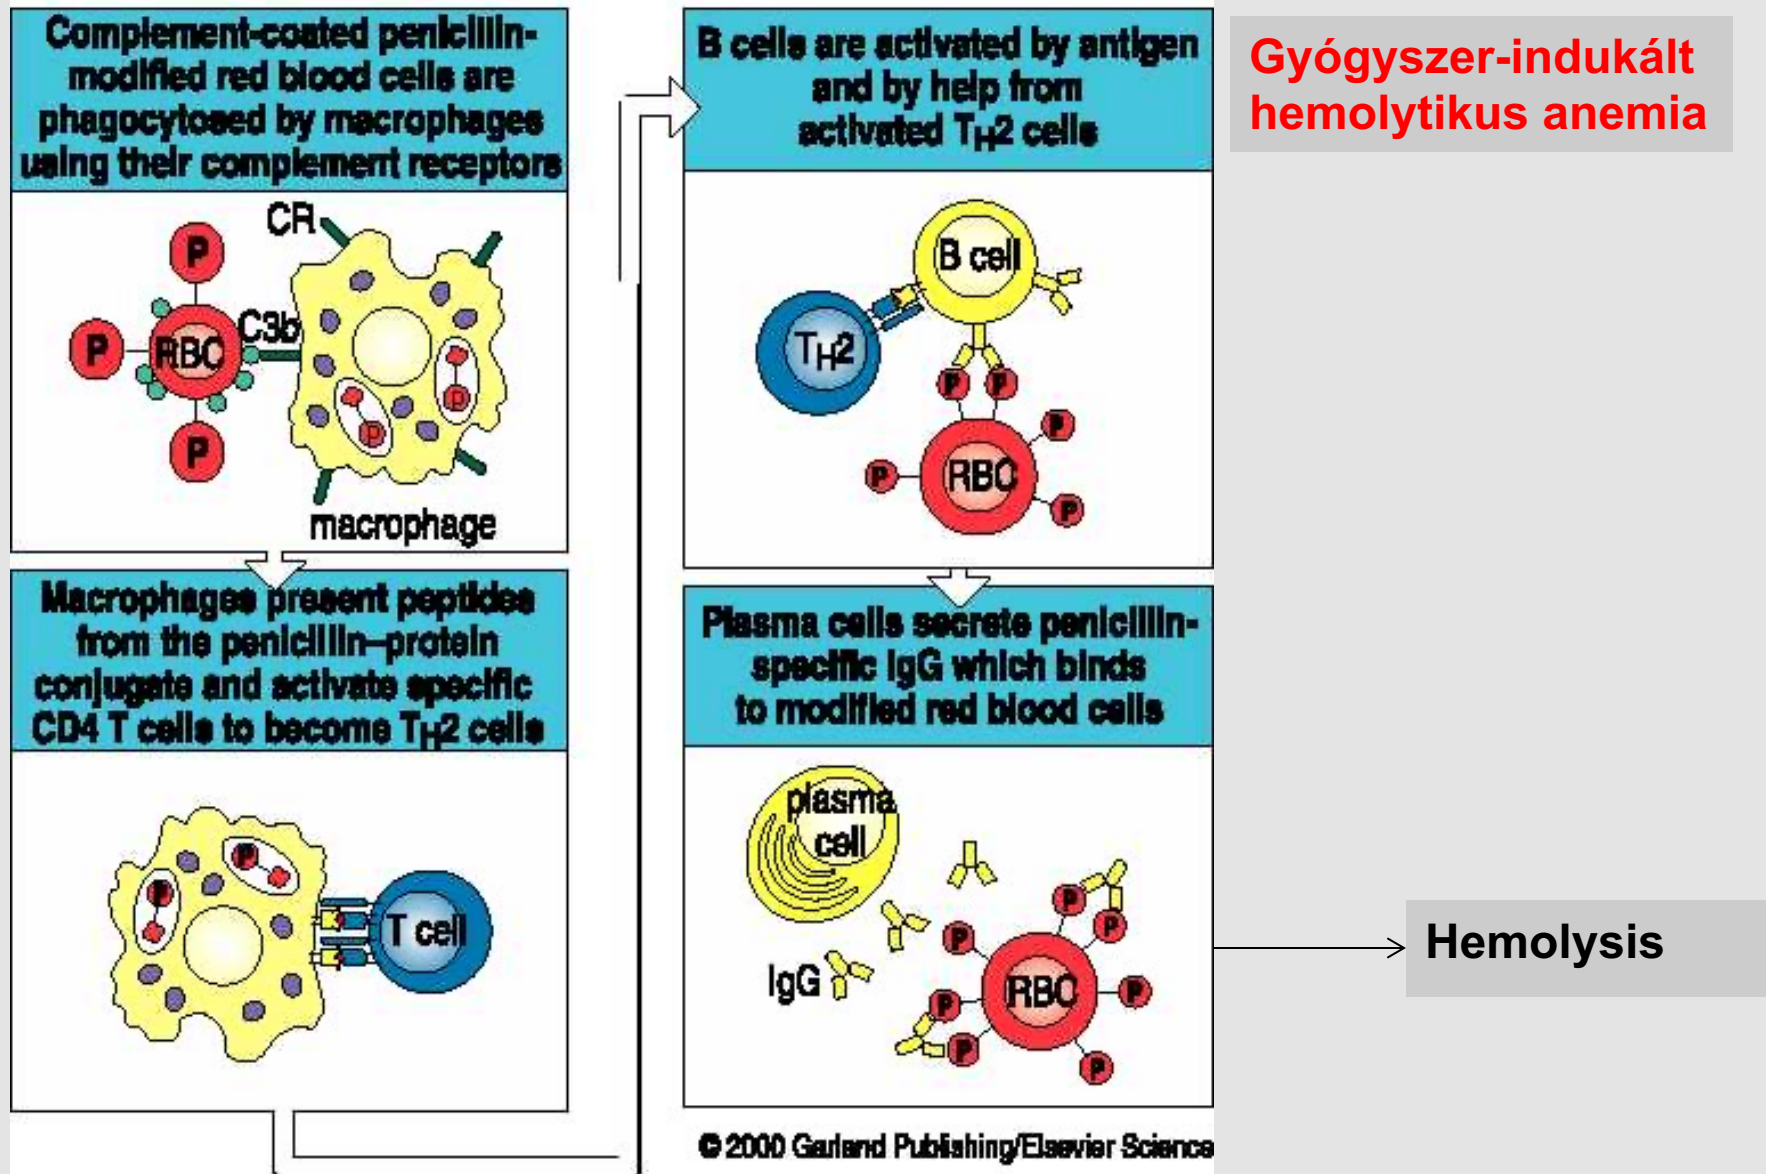 Complement-coated penicillin-
modified red blood cells are
phagocytosed by macrophages
using their complement receptors
CR
P
P
RBC
C3b
P
P
P
macrophage
Macrophages present peptides
from the penicillin–protein
conjugate and activate specific
CD4 T cells to become TH2 cells
P
P
T cell
B cells are activated by antigen
and by help from
activated TH2 cells
B cell
TH2
P P
P
P
RBC
P
Plasma cells secrete penicillin-
specific IgG which binds
to modified red blood cells
plasma
cell
P
P
P
IgG
RBC
P
P
P
P
© 2000 Garland Publishing/Elsevier Science
Gyógyszer-indukált
hemolytikus anemia
Hemolysis